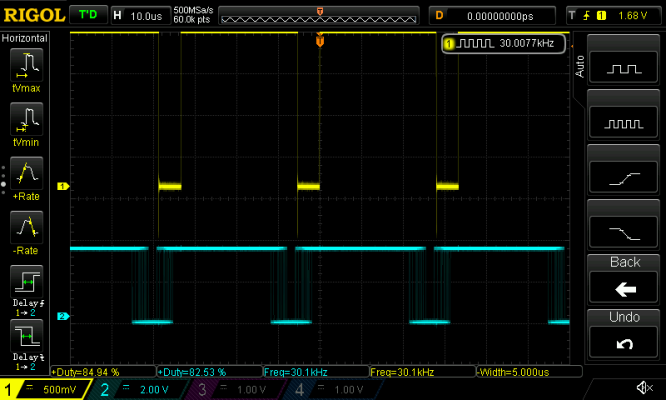 RIGOL T'D H 10.0us 500MSa/s 60.0k pts D 0.00000000ps T 1 1.68 V
Horizontal
1 30.0077kHz
Auto
tVmax
tVmin
+Rate
-Rate
Delay
1→2
Delay
1→2
T
T
1
2
Back
Undo
+Duty=84.94 % +Duty=82.53 % Freq=30.1kHz Freq=30.1kHz -Width=5.000us
1 500mV 2 2.00 V 3 1.00 V 4 1.00 V